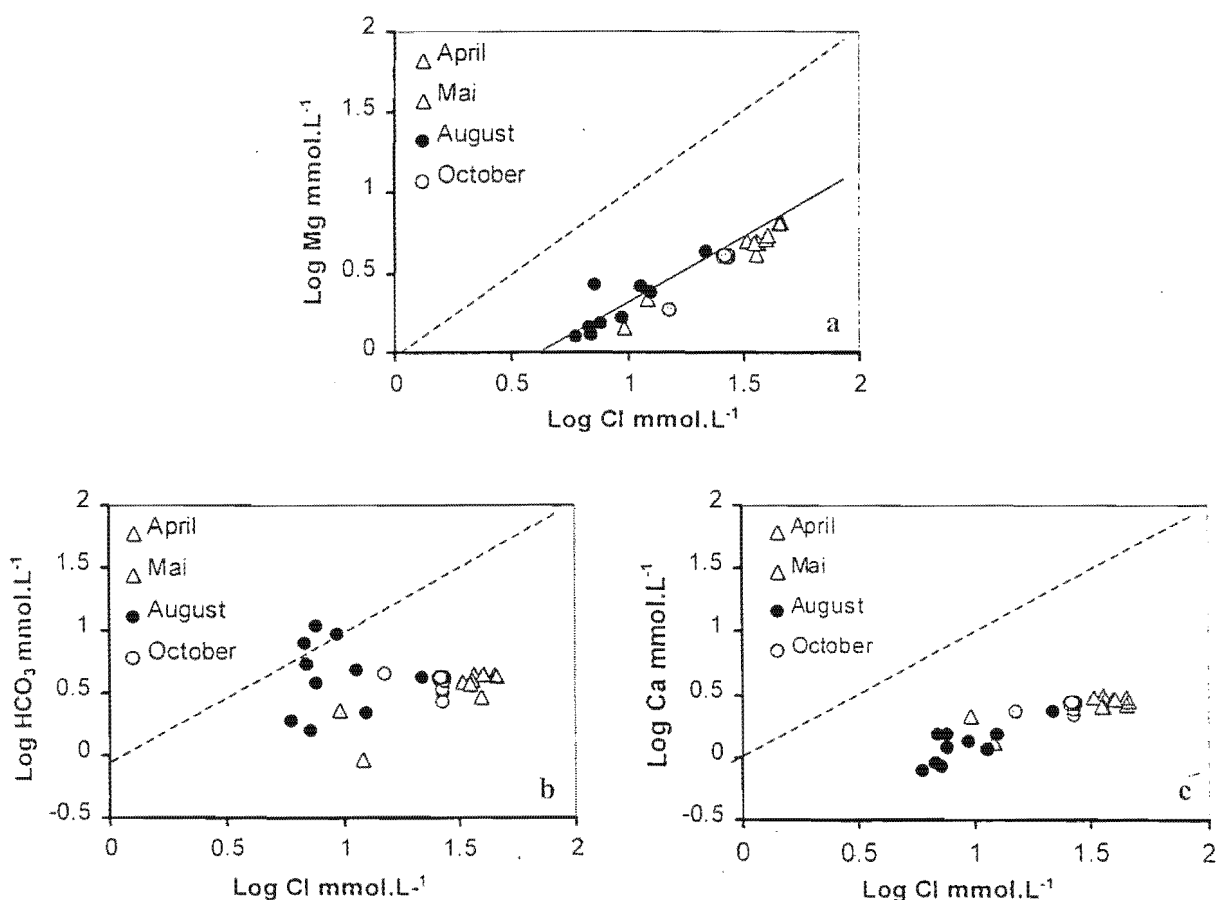 2
1.5
1
0.5
0
Log Mg mmol.L⁻¹
△ April
△ Mai
● August
○ October
a
0 0.5 1 1.5 2
Log Cl mmol.L⁻¹
2
1.5
1
0.5
0
-0.5
Log HCO₃ mmol.L⁻¹
△ April
△ Mai
● August
○ October
b
0 0.5 1 1.5 2
Log Cl mmol.L-¹
2
1.5
1
0.5
0
-0.5
Log Ca mmol.L⁻¹
△ April
△ Mai
● August
○ October
c
0 0.5 1 1.5 2
Log Cl mmol.L⁻¹